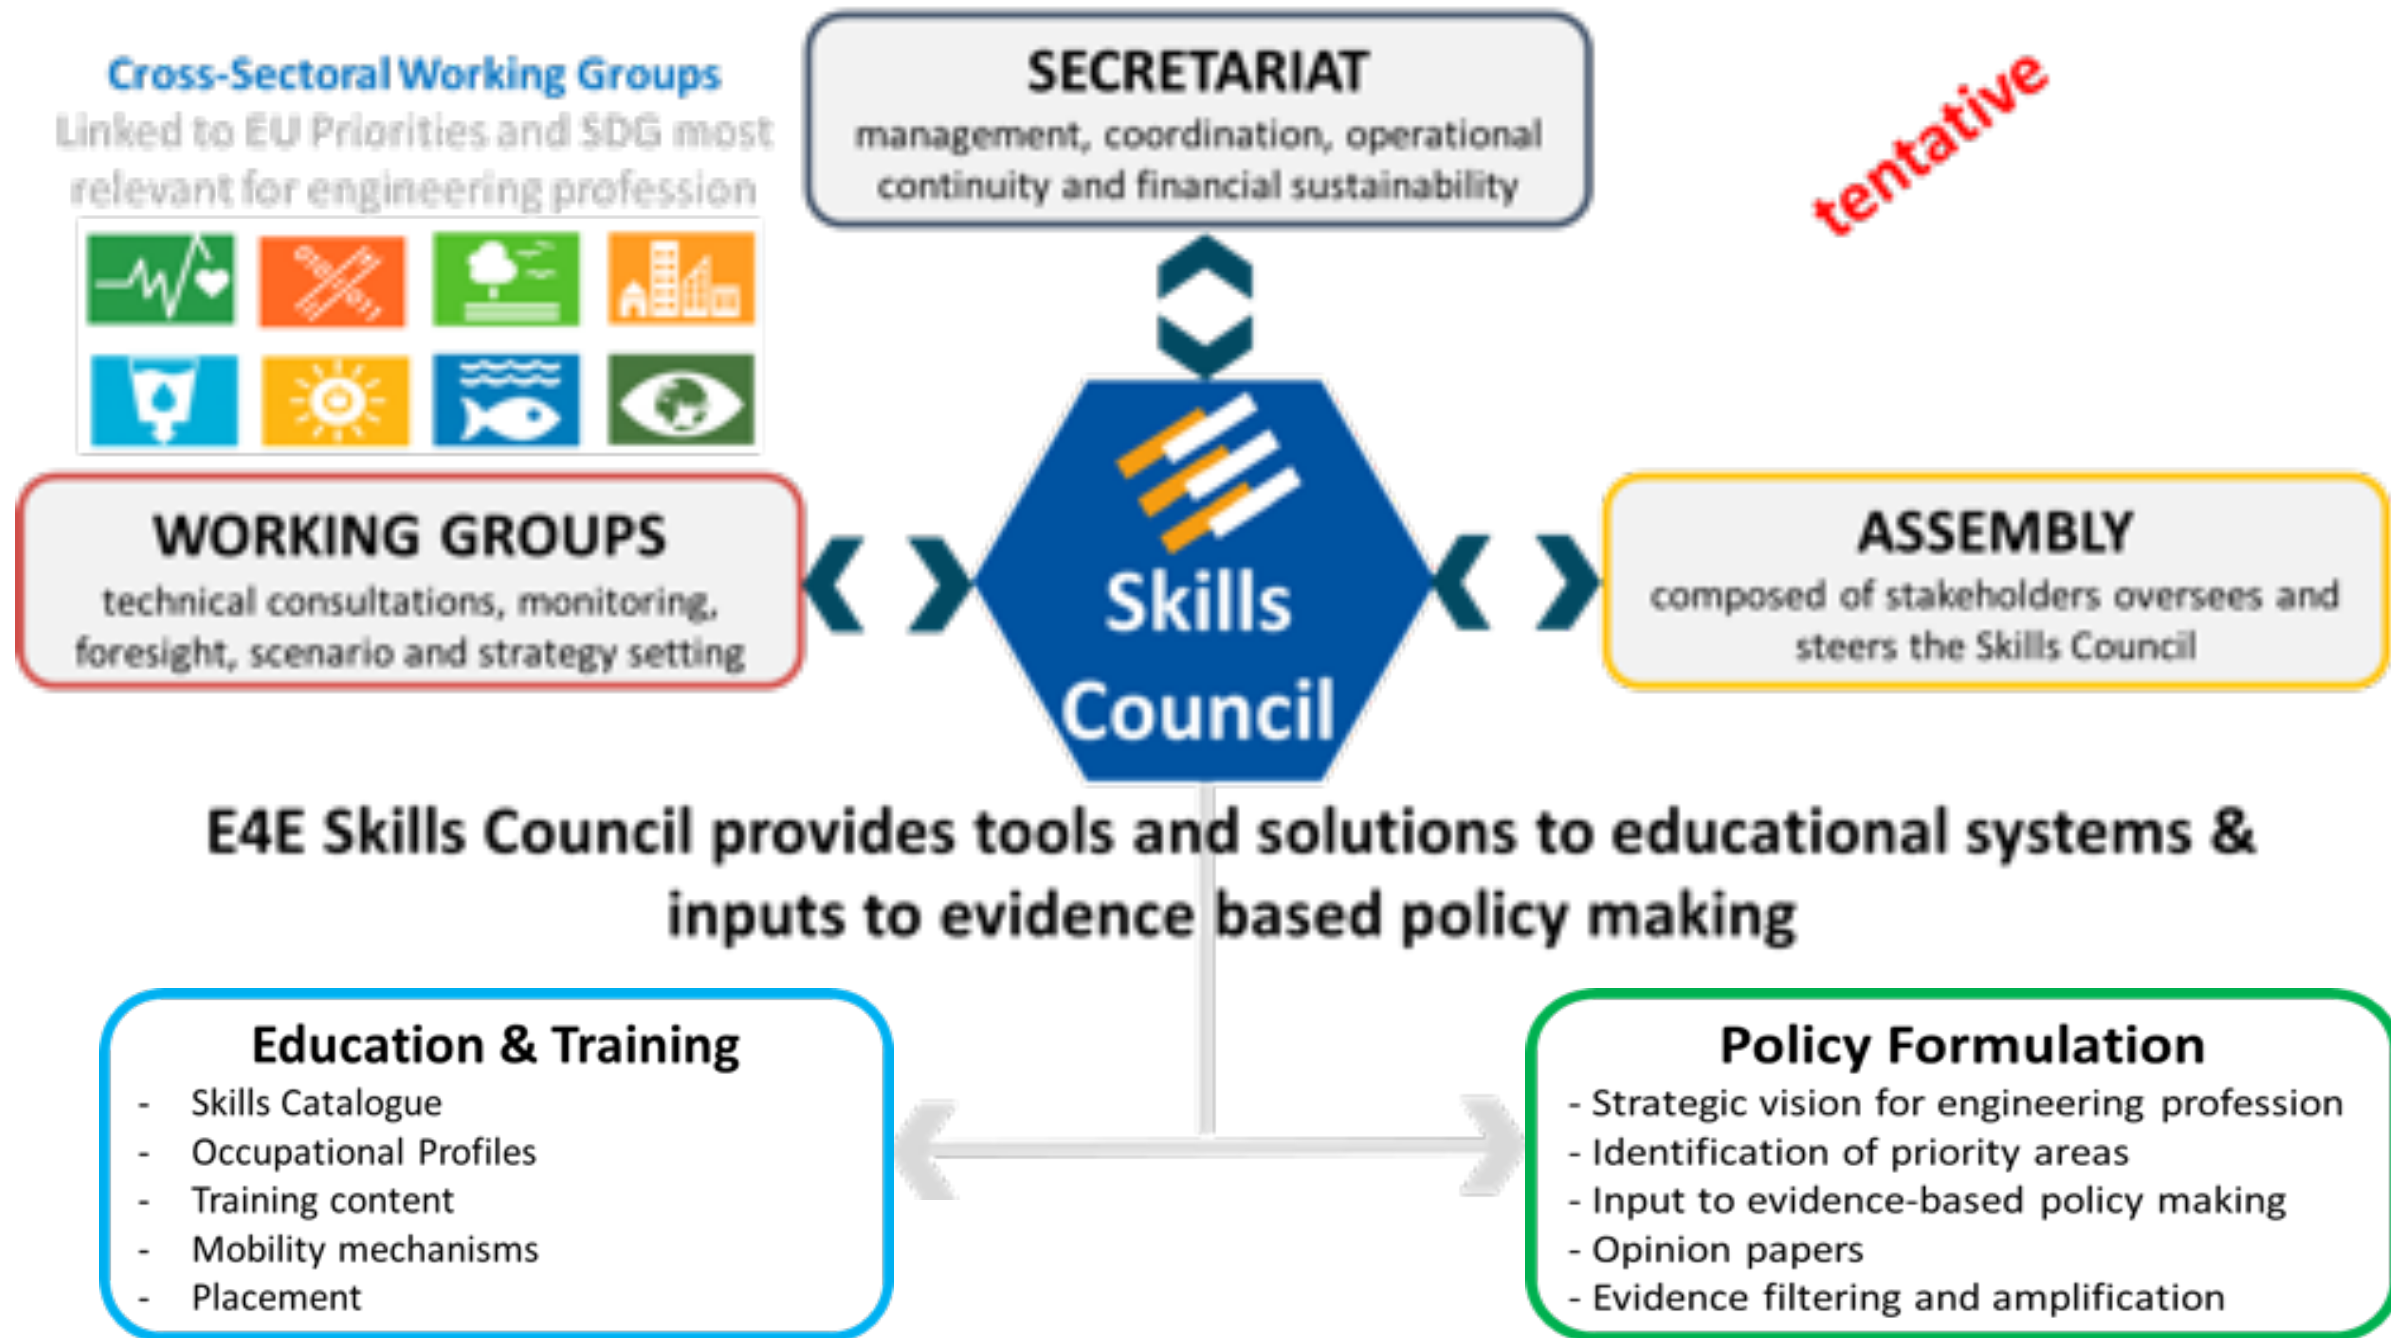 Cross-Sectoral Working Groups
Linked to EU Priorities and SDG most
relevant for engineering profession
SECRETARIAT
management, coordination, operational
continuity and financial sustainability
tentative
WORKING GROUPS
technical consultations, monitoring,
foresight, scenario and strategy setting
Skills
Council
ASSEMBLY
composed of stakeholders oversees and
steers the Skills Council
E4E Skills Council provides tools and solutions to educational systems &
inputs to evidence based policy making
Education & Training
- Skills Catalogue
- Occupational Profiles
- Training content
- Mobility mechanisms
- Placement
Policy Formulation
- Strategic vision for engineering profession
- Identification of priority areas
- Input to evidence-based policy making
- Opinion papers
- Evidence filtering and amplification